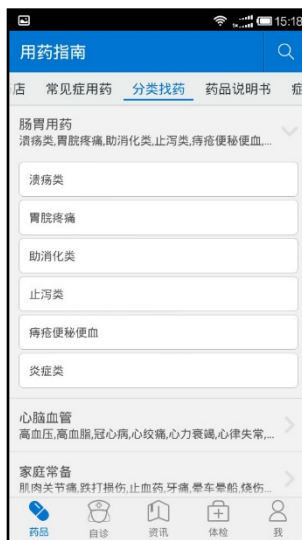 15:18
用药指南
店 常见症用药 分类找药 药品说明书 症
肠胃用药
溃疡类,胃脘疼痛,助消化类,止泻类,痔疮便秘便血,...
溃疡类
胃脘疼痛
助消化类
止泻类
痔疮便秘便血
炎症类
心脑血管
高血压,高血脂,冠心病,心绞痛,心力衰竭,心律失常,...
家庭常备
肌肉关节痛,跌打损伤,止血药,牙痛,晕车晕船,烧伤...
药品 自诊 资讯 体检 我